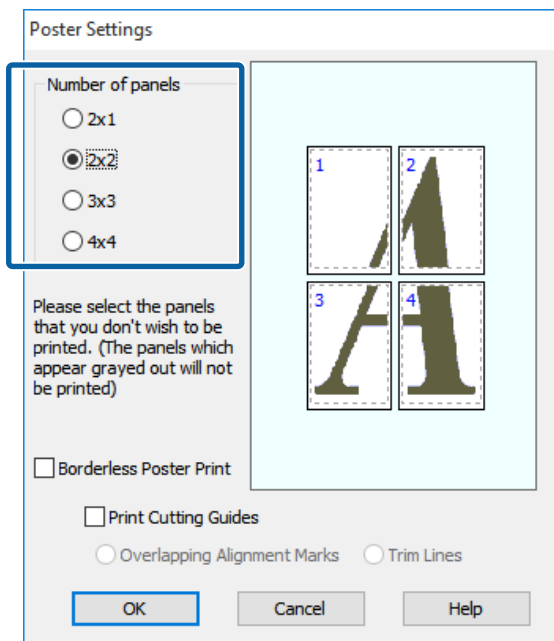 Poster Settings
Number of panels
2x1
2x2
3x3
4x4
1
2
3
4
Please select the panels
that you don't wish to be
printed. (The panels which
appear grayed out will not
be printed)
Borderless Poster Print
Print Cutting Guides
Overlapping Alignment Marks Trim Lines
OK Cancel Help